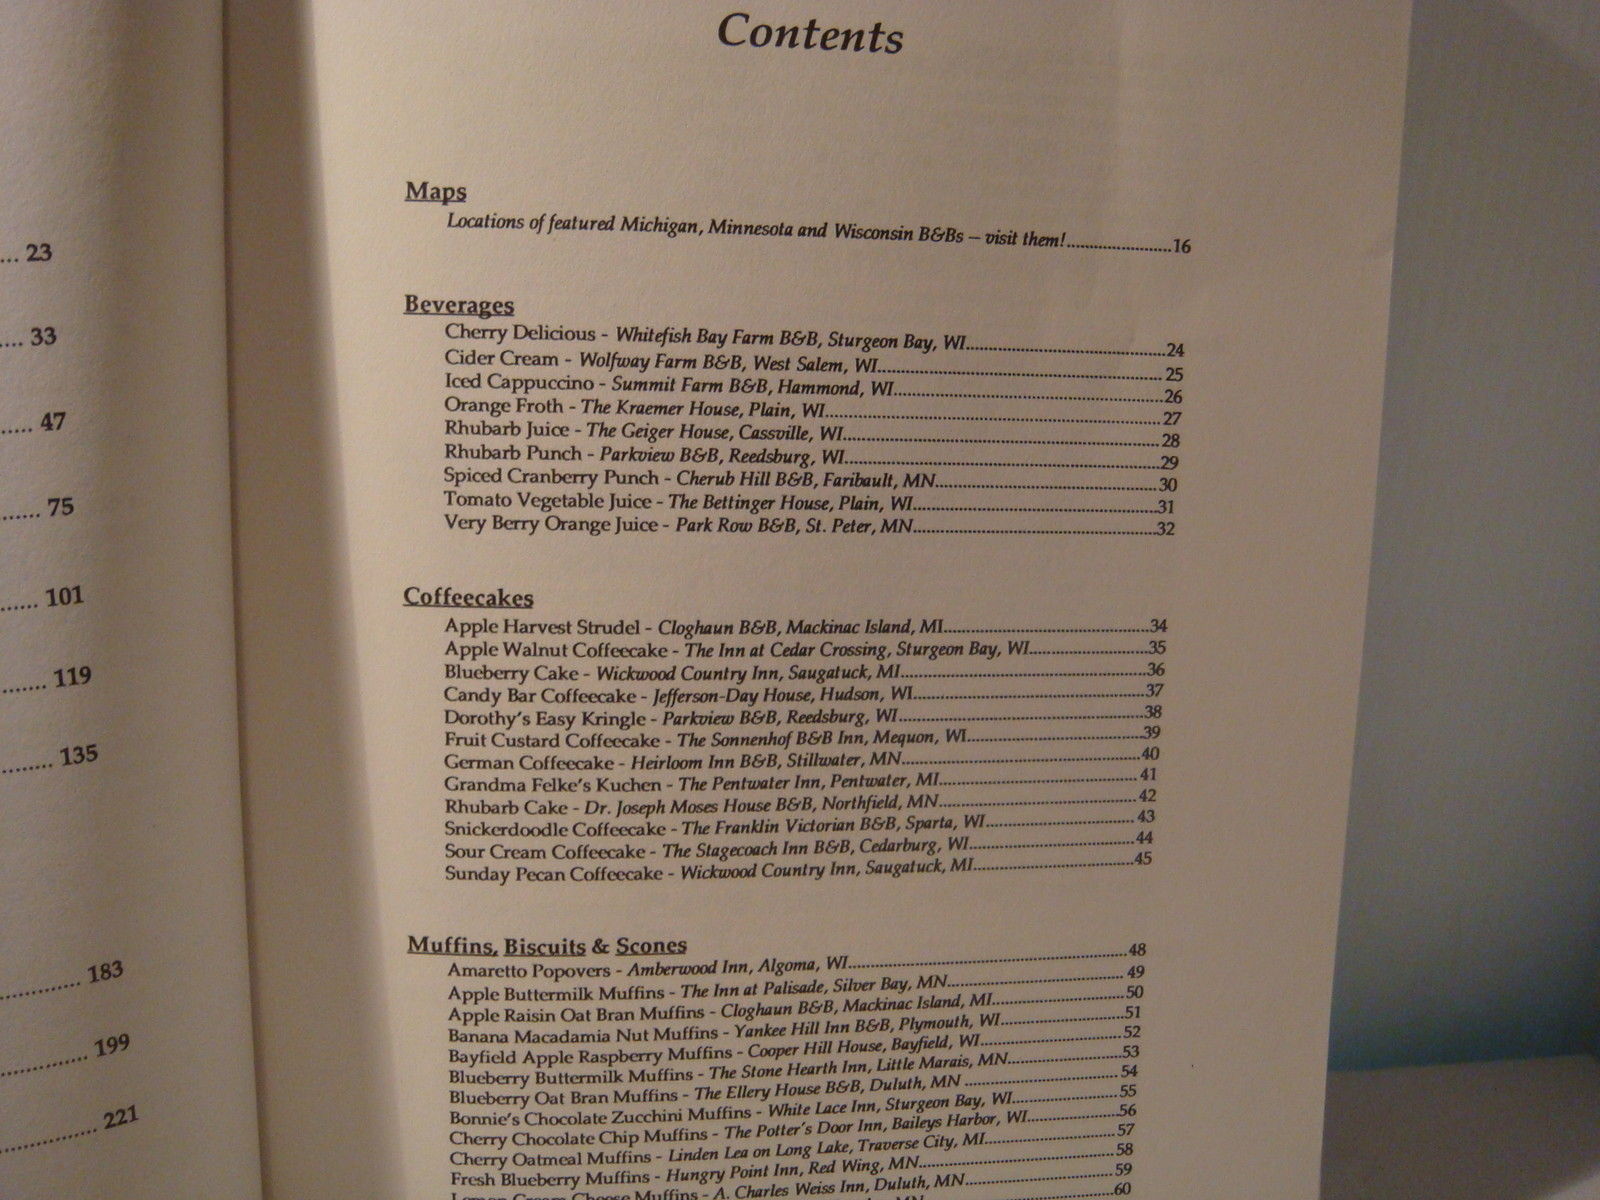 ... 23
.... 33
..... 47
...... 75
...... 101
....... 119
........ 135
.......... 183
............ 199
.............. 221
Contents
Maps
Locations of featured Michigan, Minnesota and Wisconsin B&Bs – visit them!......................16
Beverages
Cherry Delicious - Whitefish Bay Farm B&B, Sturgeon Bay, WI..........24
Cider Cream - Wolfway Farm B&B, West Salem, WI..........25
Iced Cappuccino - Summit Farm B&B, Hammond, WI..........26
Orange Froth - The Kraemer House, Plain, WI..........27
Rhubarb Juice - The Geiger House, Cassville, WI..........28
Rhubarb Punch - Parkview B&B, Reedsburg, WI..........29
Spiced Cranberry Punch - Cherub Hill B&B, Faribault, MN..........30
Tomato Vegetable Juice - The Bettinger House, Plain, WI..........31
Very Berry Orange Juice - Park Row B&B, St. Peter, MN..........32
Coffeecakes
Apple Harvest Strudel - Cloghaun B&B, Mackinac Island, MI..........34
Apple Walnut Coffeecake - The Inn at Cedar Crossing, Sturgeon Bay, WI..........35
Blueberry Cake - Wickwood Country Inn, Saugatuck, MI..........36
Candy Bar Coffeecake - Jefferson-Day House, Hudson, WI..........37
Dorothy's Easy Kringle - Parkview B&B, Reedsburg, WI..........38
Fruit Custard Coffeecake - The Sonnenhof B&B Inn, Mequon, WI..........39
German Coffeecake - Heirloom Inn B&B, Stillwater, MN..........40
Grandma Felke's Kuchen - The Pentwater Inn, Pentwater, MI..........41
Rhubarb Cake - Dr. Joseph Moses House B&B, Northfield, MN..........42
Snickerdoodle Coffeecake - The Franklin Victorian B&B, Sparta, WI..........43
Sour Cream Coffeecake - The Stagecoach Inn B&B, Cedarburg, WI..........44
Sunday Pecan Coffeecake - Wickwood Country Inn, Saugatuck, MI..........45
Muffins, Biscuits & Scones
Amaretto Popovers - Amberwood Inn, Algoma, WI..........48
Apple Buttermilk Muffins - The Inn at Palisade, Silver Bay, MN..........49
Apple Raisin Oat Bran Muffins - Cloghaun B&B, Mackinac Island, MI..........50
Banana Macadamia Nut Muffins - Yankee Hill Inn B&B, Plymouth, WI..........51
Bayfield Apple Raspberry Muffins - Cooper Hill House, Bayfield, WI..........52
Blueberry Buttermilk Muffins - The Stone Hearth Inn, Little Marais, MN..........53
Blueberry Oat Bran Muffins - The Ellery House B&B, Duluth, MN ..........54
Bonnie's Chocolate Zucchini Muffins - White Lace Inn, Sturgeon Bay, WI..........55
Cherry Chocolate Chip Muffins - The Potter's Door Inn, Baileys Harbor, WI..........56
Cherry Oatmeal Muffins - Linden Lea on Long Lake, Traverse City, MI..........57
Fresh Blueberry Muffins - Hungry Point Inn, Red Wing, MN..........58
Lemon Cream Cheese Muffins - A. Charles Weiss Inn, Duluth, MN..........59
MN..........60